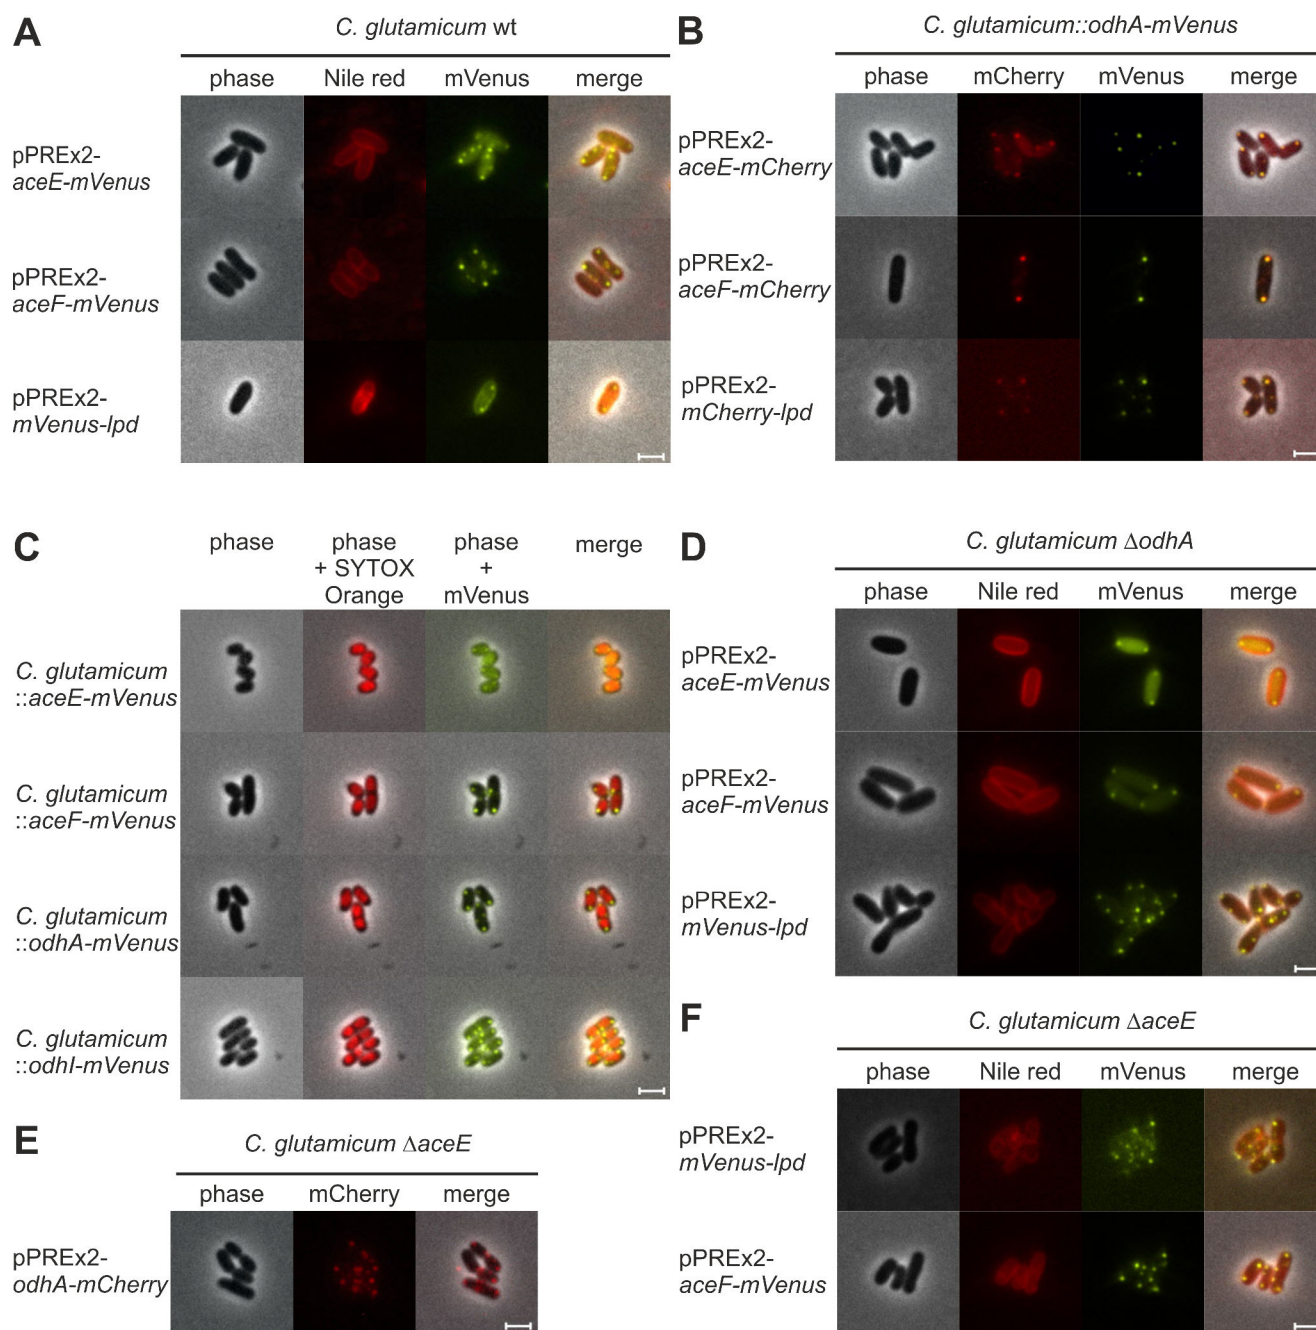 A
C. glutamicum wt
phase Nile red mVenus merge
pPREx2-
aceE-mVenus
pPREx2-
aceF-mVenus
pPREx2-
mVenus-lpd
B
C. glutamicum::odhA-mVenus
phase mCherry mVenus merge
pPREx2-
aceE-mCherry
pPREx2-
aceF-mCherry
pPREx2-
mCherry-lpd
C
phase phase phase merge
+ SYTOX +
Orange mVenus
C. glutamicum
::aceE-mVenus
C. glutamicum
::aceF-mVenus
C. glutamicum
::odhA-mVenus
C. glutamicum
::odhI-mVenus
D
C. glutamicum ΔodhA
phase Nile red mVenus merge
pPREx2-
aceE-mVenus
pPREx2-
aceF-mVenus
pPREx2-
mVenus-lpd
E
C. glutamicum ΔaceE
phase mCherry merge
pPREx2-
odhA-mCherry
F
C. glutamicum ΔaceE
phase Nile red mVenus merge
pPREx2-
mVenus-lpd
pPREx2-
aceF-mVenus